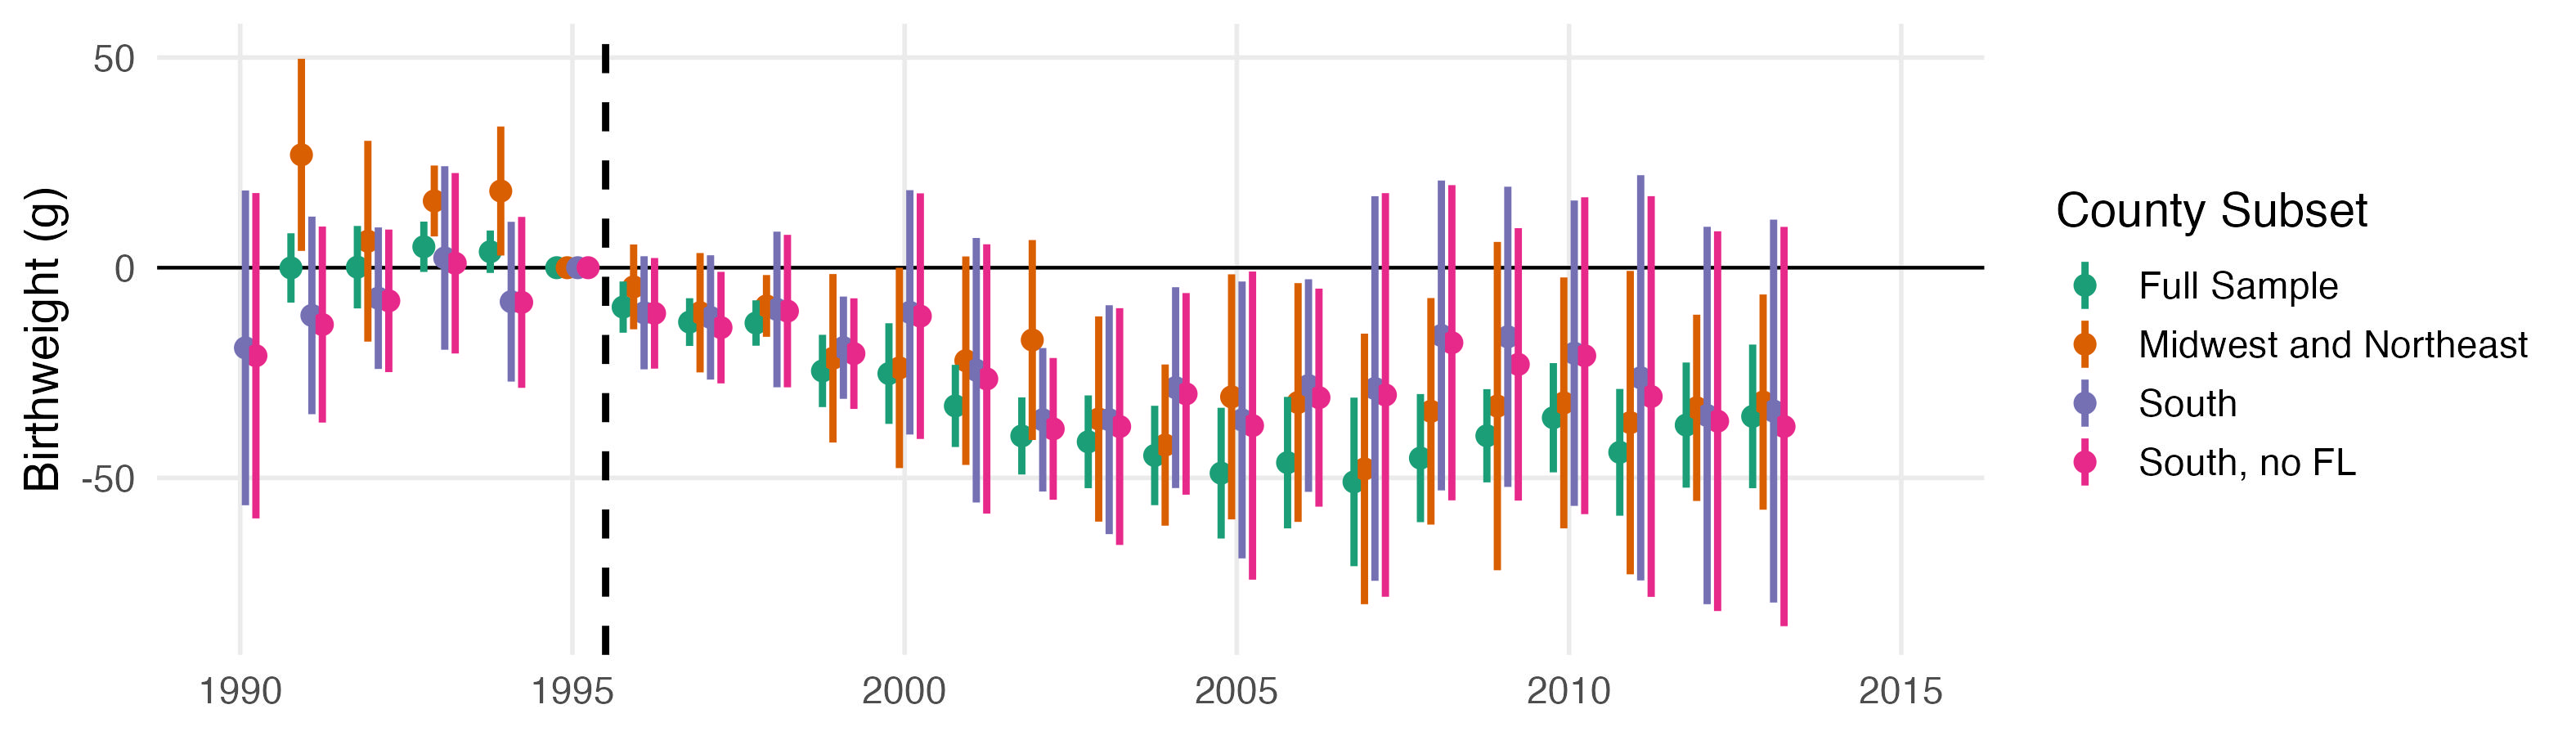 Birthweight (g)
50
0
-50
1990
1995
2000
2005
2010
2015
County Subset
Full Sample
Midwest and Northeast
South
South, no FL